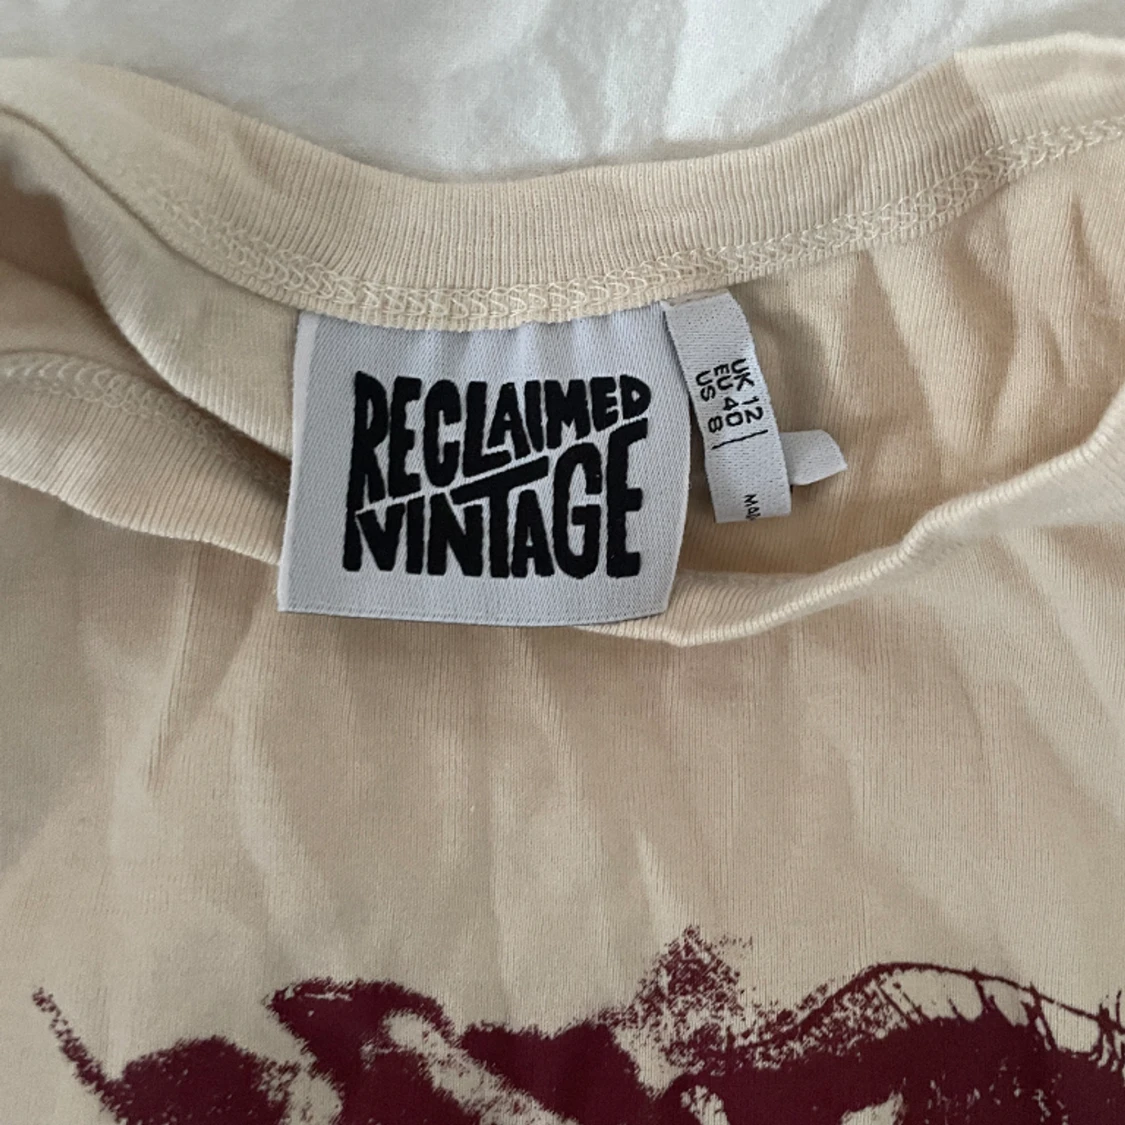 RECLAIMED
VINTAGE
UK 12
EU 40
US 8